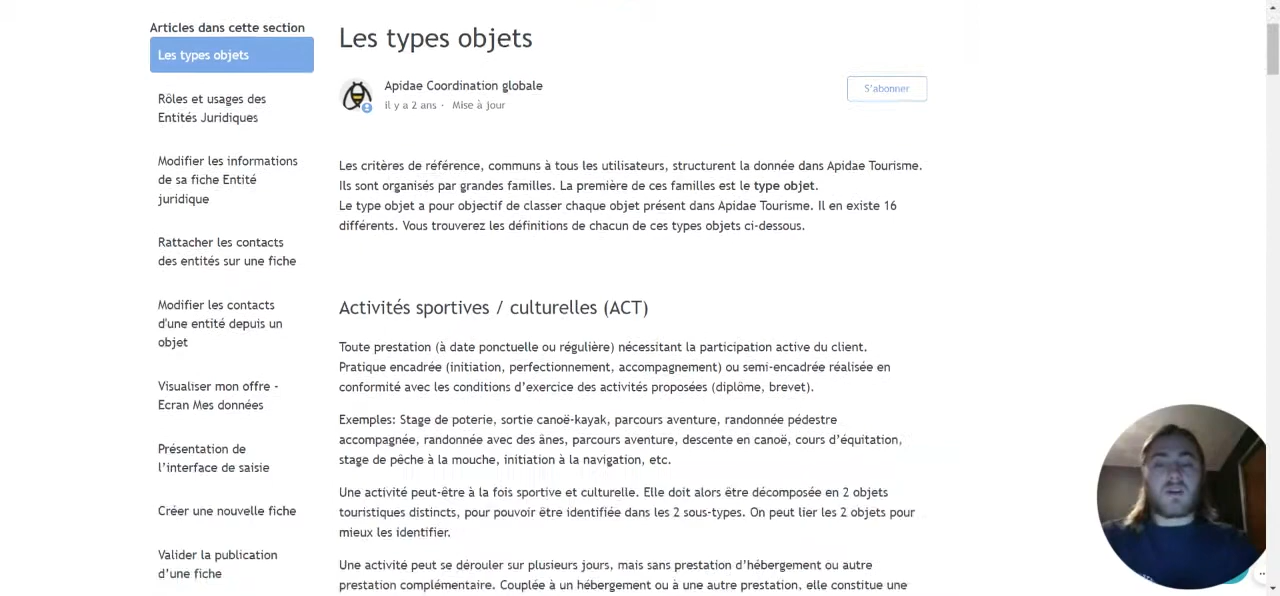 Articles dans cette section
Les types objets
Rôles et usages des
Entités Juridiques
Modifier les informations
de sa fiche Entité
juridique
Rattacher les contacts
des entités sur une fiche
Modifier les contacts
d'une entité depuis un
objet
Visualiser mon offre -
Ecran Mes données
Présentation de
l'interface de saisie
Créer une nouvelle fiche
Valider la publication
d'une fiche
Les types objets
Apidae Coordination globale
il y a 2 ans · Mise à jour
S'abonner
Les critères de référence, communs à tous les utilisateurs, structurent la donnée dans Apidae Tourisme.
Ils sont organisés par grandes familles. La première de ces familles est le type objet.
Le type objet a pour objectif de classer chaque objet présent dans Apidae Tourisme. Il en existe 16
différents. Vous trouverez les définitions de chacun de ces types objets ci-dessous.
Activités sportives / culturelles (ACT)
Toute prestation (à date ponctuelle ou régulière) nécessitant la participation active du client.
Pratique encadrée (initiation, perfectionnement, accompagnement) ou semi-encadrée réalisée en
conformité avec les conditions d'exercice des activités proposées (diplôme, brevet).
Exemples: Stage de poterie, sortie canoë-kayak, parcours aventure, randonnée pédestre
accompagnée, randonnée avec des ânes, parcours aventure, descente en canoë, cours d'équitation,
stage de pêche à la mouche, initiation à la navigation, etc.
Une activité peut-être à la fois sportive et culturelle. Elle doit alors être décomposée en 2 objets
touristiques distincts, pour pouvoir être identifiée dans les 2 sous-types. On peut lier les 2 objets pour
mieux les identifier.
Une activité peut se dérouler sur plusieurs jours, mais sans prestation d'hébergement ou autre
prestation complémentaire. Couplée à un hébergement ou à une autre prestation, elle constitue une